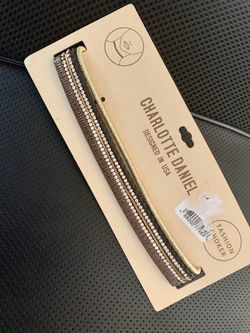 CHARLOTTE DANIEL
DESIGNED IN USA
FASHION
CHOKER